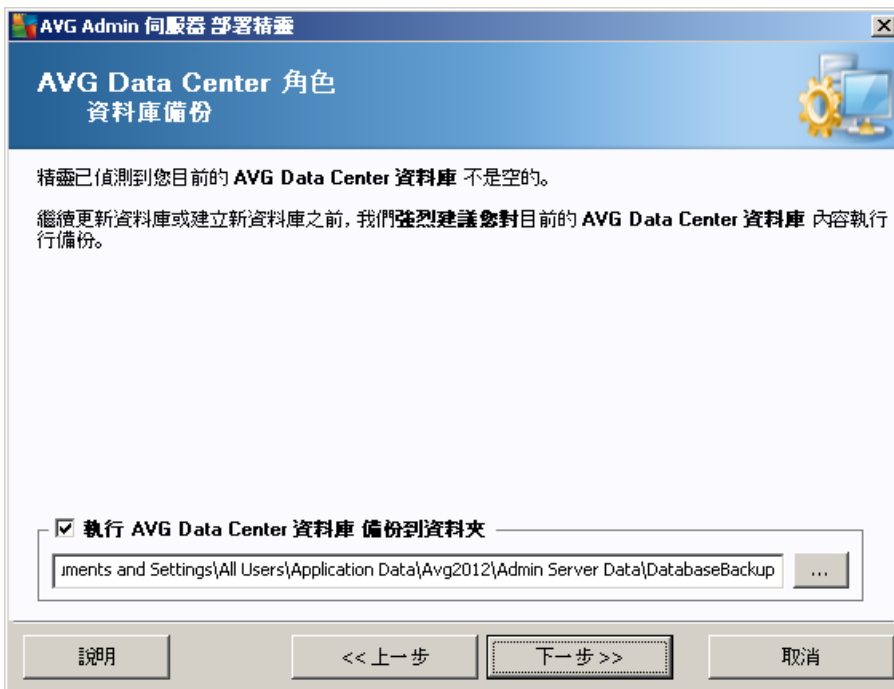 AVG Admin 伺服器 部署精靈
AVG Data Center 角色
資料庫備份
精靈已偵測到您目前的 AVG Data Center 資料庫 不是空的。
繼續更新資料庫或建立新資料庫之前, 我們強烈建議您對目前的 AVG Data Center 資料庫 內容執行
行備份。
執行 AVG Data Center 資料庫 備份到資料夾
uments and Settings\All Users\Application Data\Avg2012\Admin Server Data\DatabaseBackup
...
說明
<< 上一步
下一步 >>
取消